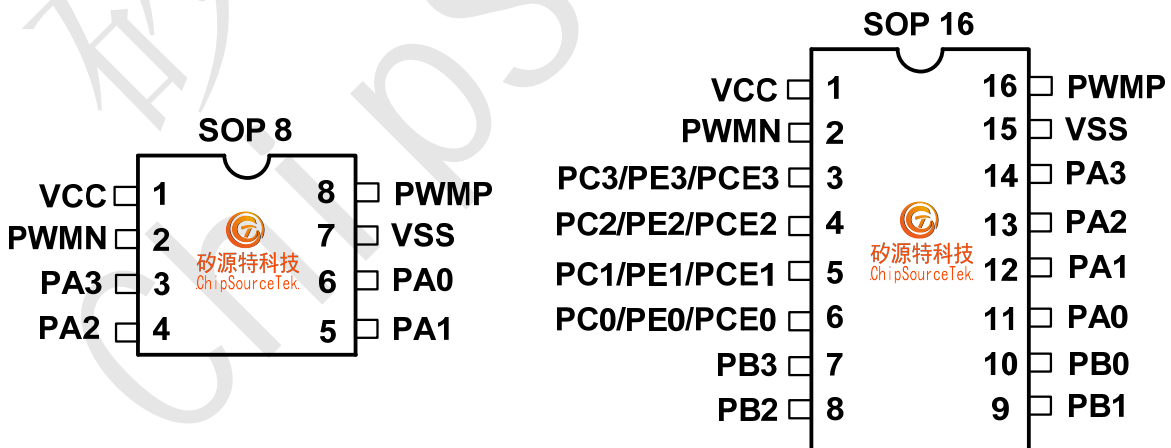 SOP 8
VCC 1 8 PWMP
PWMN 2 7 VSS
PA3 3 6 PA0
PA2 4 5 PA1
矽源特科技
ChipSourceTek.
SOP 16
VCC 1 16 PWMP
PWMN 2 15 VSS
PC3/PE3/PCE3 3 14 PA3
PC2/PE2/PCE2 4 13 PA2
PC1/PE1/PCE1 5 12 PA1
PC0/PE0/PCE0 6 11 PA0
PB3 7 10 PB0
PB2 8 9 PB1
矽源特科技
ChipSourceTek.
矽
ChipS